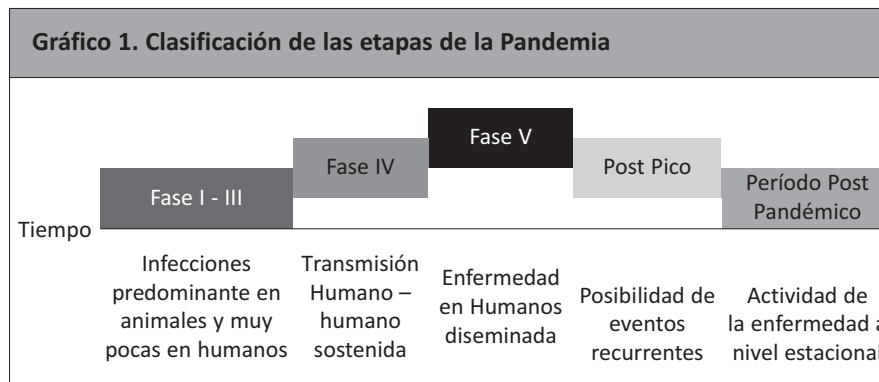 Gráfico 1. Clasificación de las etapas de la Pandemia
Fase V
Fase IV
Post Pico
Fase I - III
Período Post
Pandémico
Tiempo
Infecciones
predominante en
animales y muy
pocas en humanos
Transmisión
Humano –
humano
sostenida
Enfermedad
en Humanos
diseminada
Posibilidad de
eventos
recurrentes
Actividad de
la enfermedad a
nivel estacional